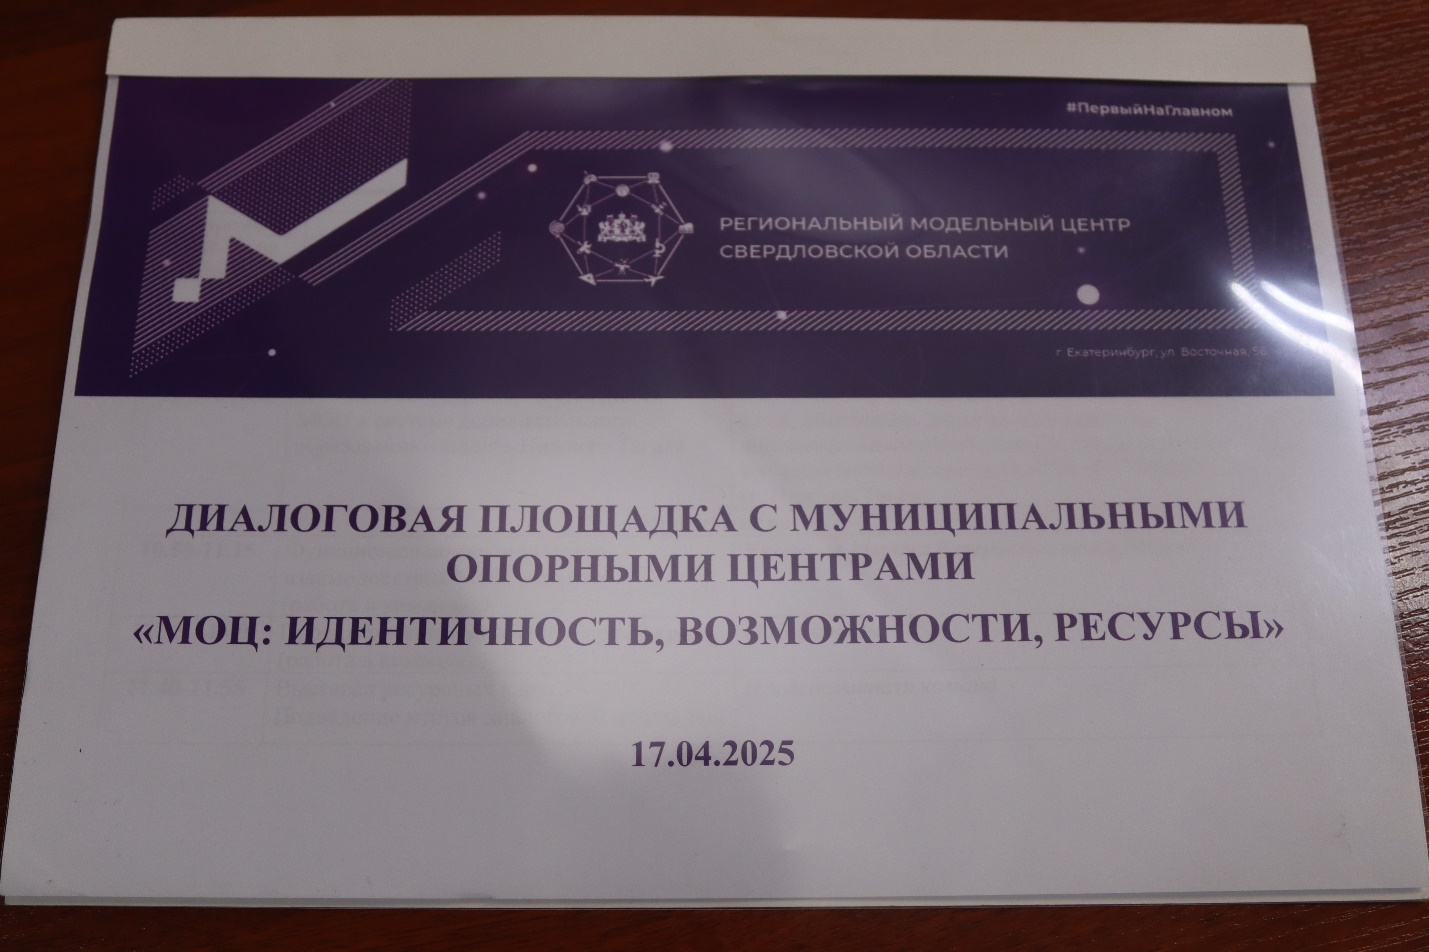 #ПервыйНаГлавном
РЕГИОНАЛЬНЫЙ МОДЕЛЬНЫЙ ЦЕНТР
СВЕРДЛОВСКОЙ ОБЛАСТИ
г. Екатеринбург, ул. Восточная, 56
ДИАЛОГОВАЯ ПЛОЩАДКА С МУНИЦИПАЛЬНЫМИ
ОПОРНЫМИ ЦЕНТРАМИ
«МОЦ: ИДЕНТИЧНОСТЬ, ВОЗМОЖНОСТИ, РЕСУРСЫ»
17.04.2025